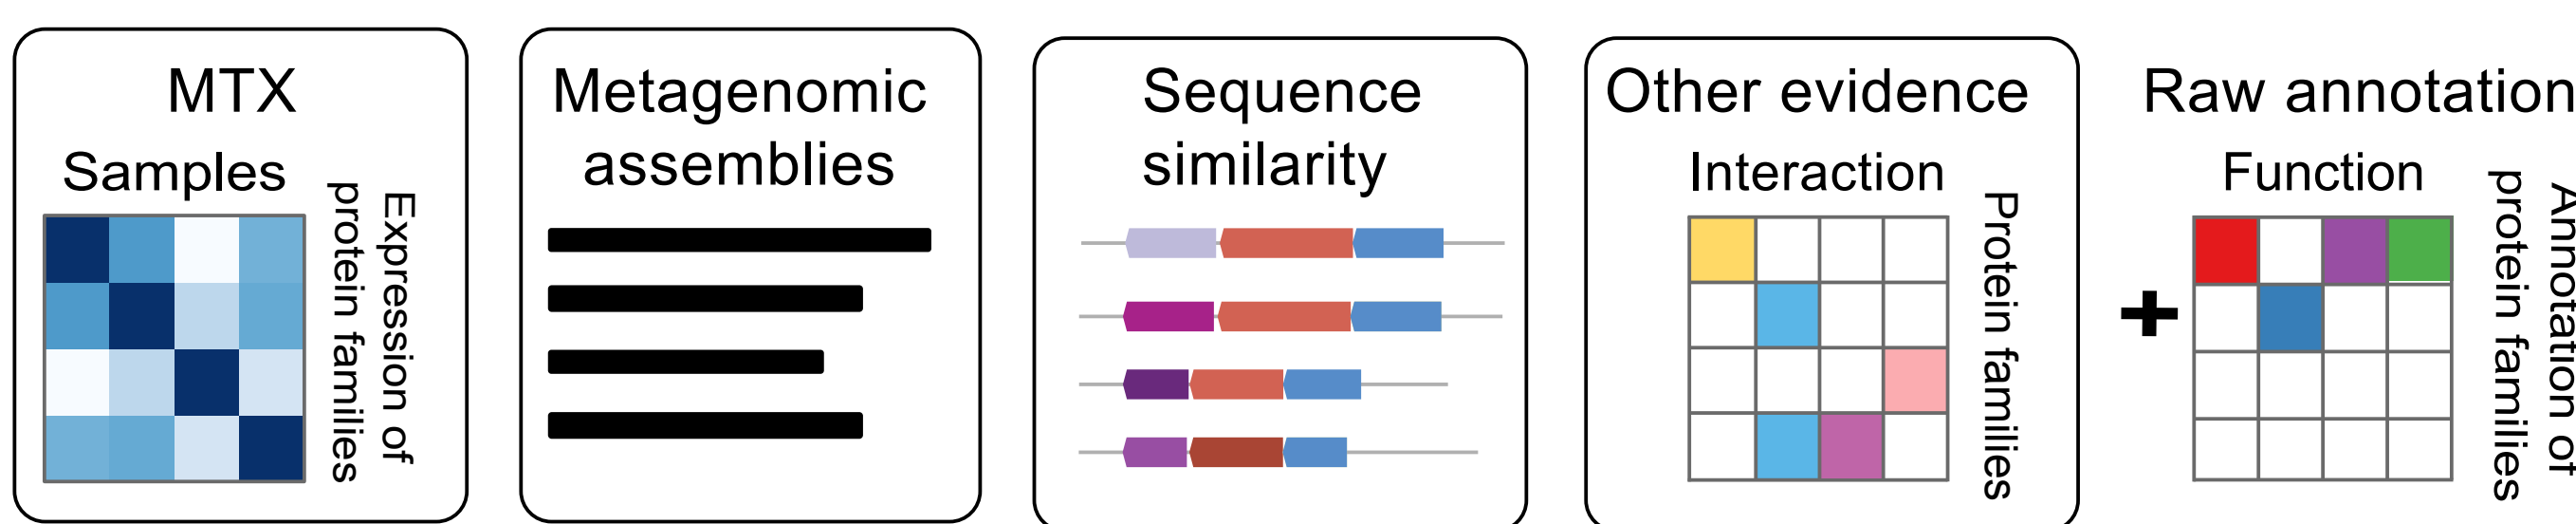 MTX
Samples
Expression of
protein families
Metagenomic
assemblies
Sequence
similarity
Other evidence
Interaction
Protein families
+
Raw annotation
Function
Annotation of
protein families